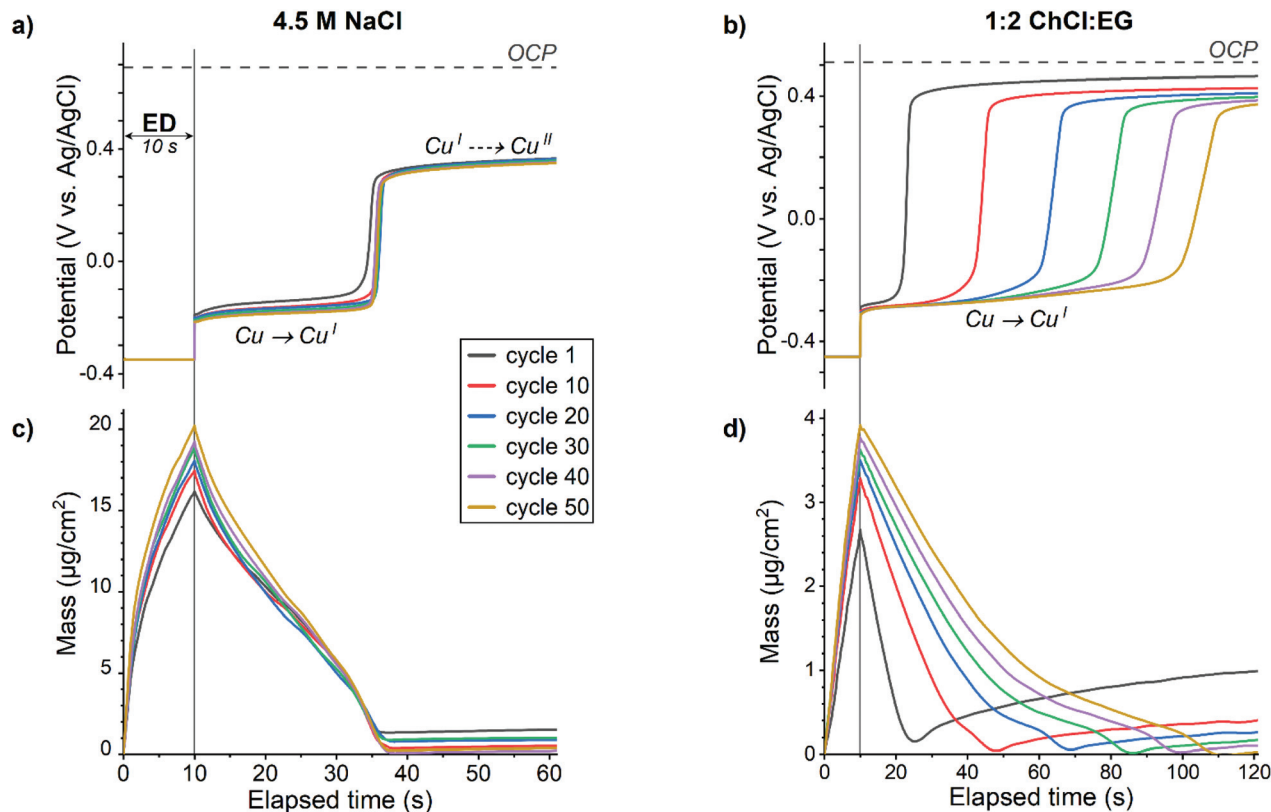 4.5 M NaCl
1:2 ChCl:EG
a)
b)
OCP
OCP
ED
10 s
Cu^I ---→ Cu^II
Cu → Cu^I
Cu → Cu^I
Potential (V vs. Ag/AgCl)
0.4
0.0
-0.4
Potential (V vs. Ag/AgCl)
0.4
0.0
-0.4
cycle 1
cycle 10
cycle 20
cycle 30
cycle 40
cycle 50
c)
d)
Mass (µg/cm²)
20
15
10
5
0
0 10 20 30 40 50 60
Elapsed time (s)
Mass (µg/cm²)
4
3
2
1
0
0 20 40 60 80 100 120
Elapsed time (s)